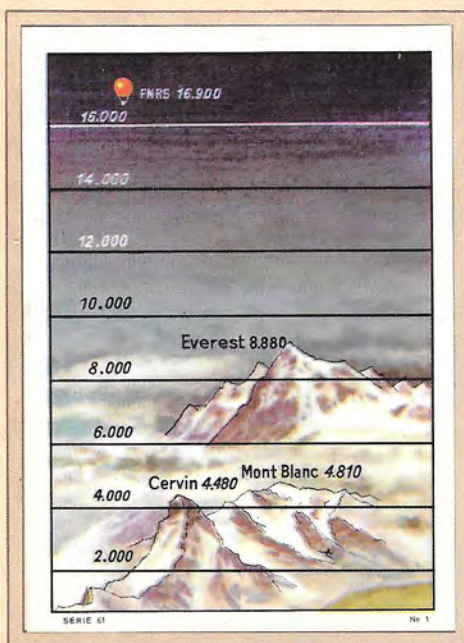 FNRS 16.900
16.000
14.000
12.000
10.000
Everest 8.880
8.000
6.000
Mont Blanc 4.810
Cervin 4.480
4.000
2.000
SÉRIE 61 No 1